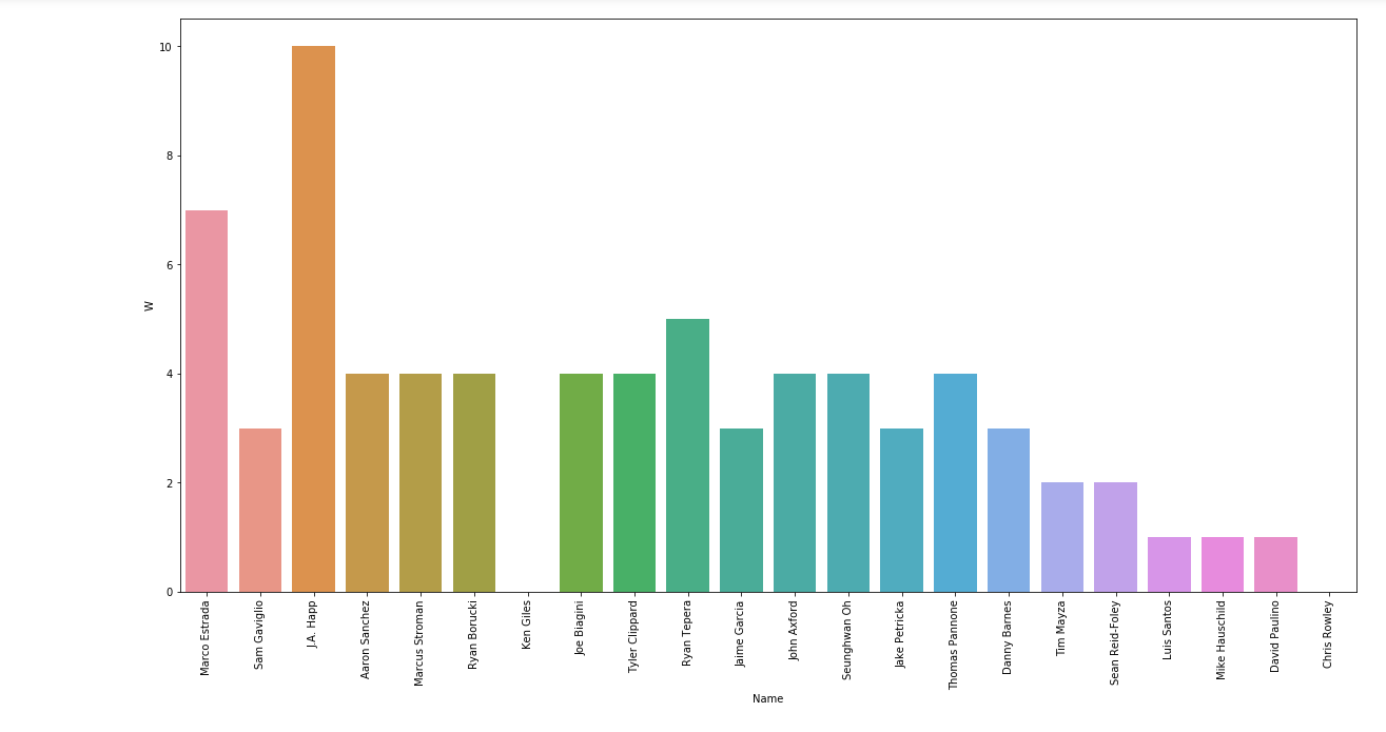 10
8
6
4
2
0
W
Marco Estrada
Sam Gaviglio
J.A. Happ
Aaron Sanchez
Marcus Stroman
Ryan Borucki
Ken Giles
Joe Biagini
Tyler Clippard
Ryan Tepera
Jaime Garcia
John Axford
Seunghwan Oh
Jake Petricka
Thomas Pannone
Danny Barnes
Tim Mayza
Sean Reid-Foley
Luis Santos
Mike Hauschild
David Paulino
Chris Rowley
Name